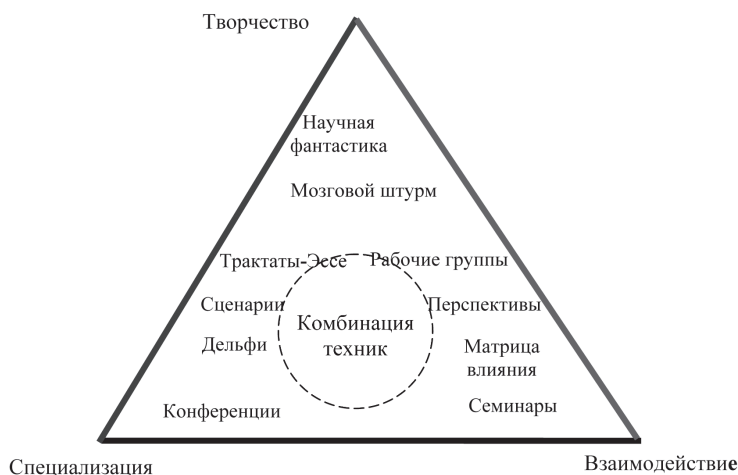 Творчество
Научная
фантастика
Мозговой штурм
Трактаты-Эссе
Рабочие группы
Сценарии
Перспективы
Комбинация
техник
Дельфи
Матрица
влияния
Конференции
Семинары
Специализация
Взаимодействие